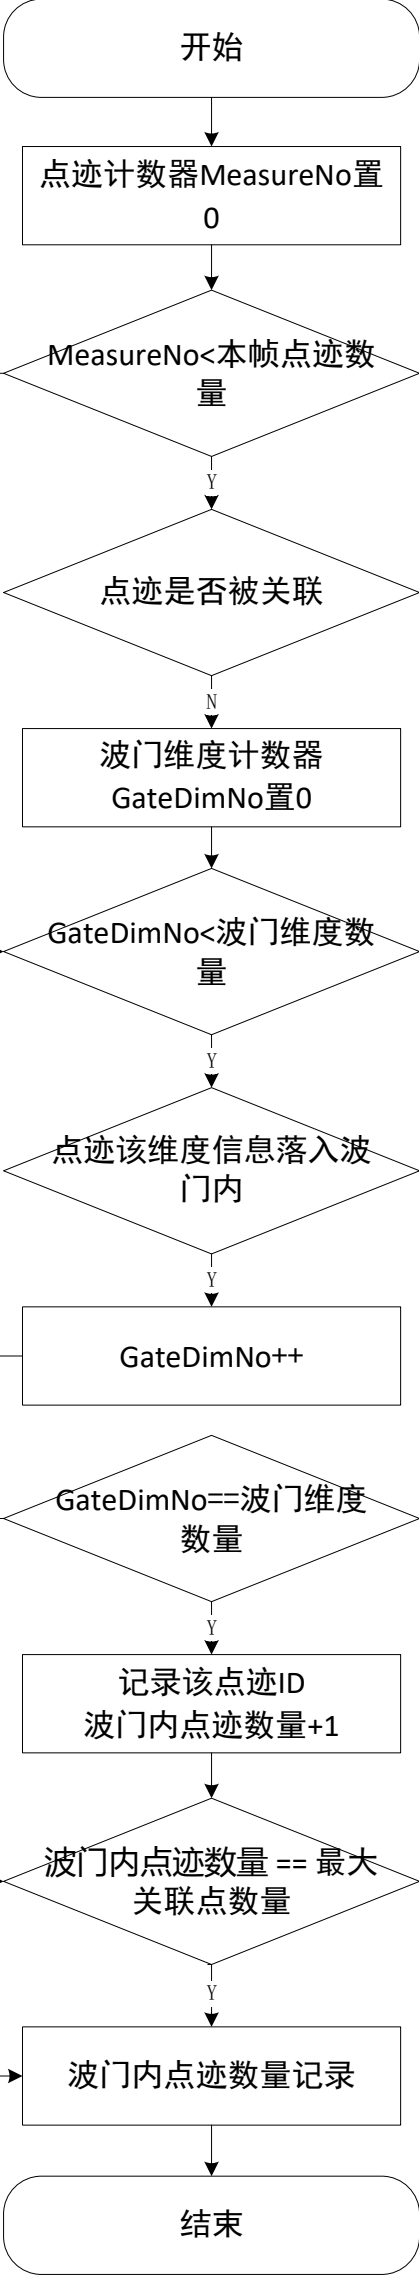 开始
点迹计数器MeasureNo置
0
MeasureNo<本帧点迹数
量
Y
点迹是否被关联
N
波门维度计数器
GateDimNo置0
GateDimNo<波门维度数
量
Y
点迹该维度信息落入波
门内
Y
GateDimNo++
GateDimNo==波门维度
数量
Y
记录该点迹ID
波门内点迹数量+1
波门内点迹数量 == 最大
关联点数量
Y
波门内点迹数量记录
结束